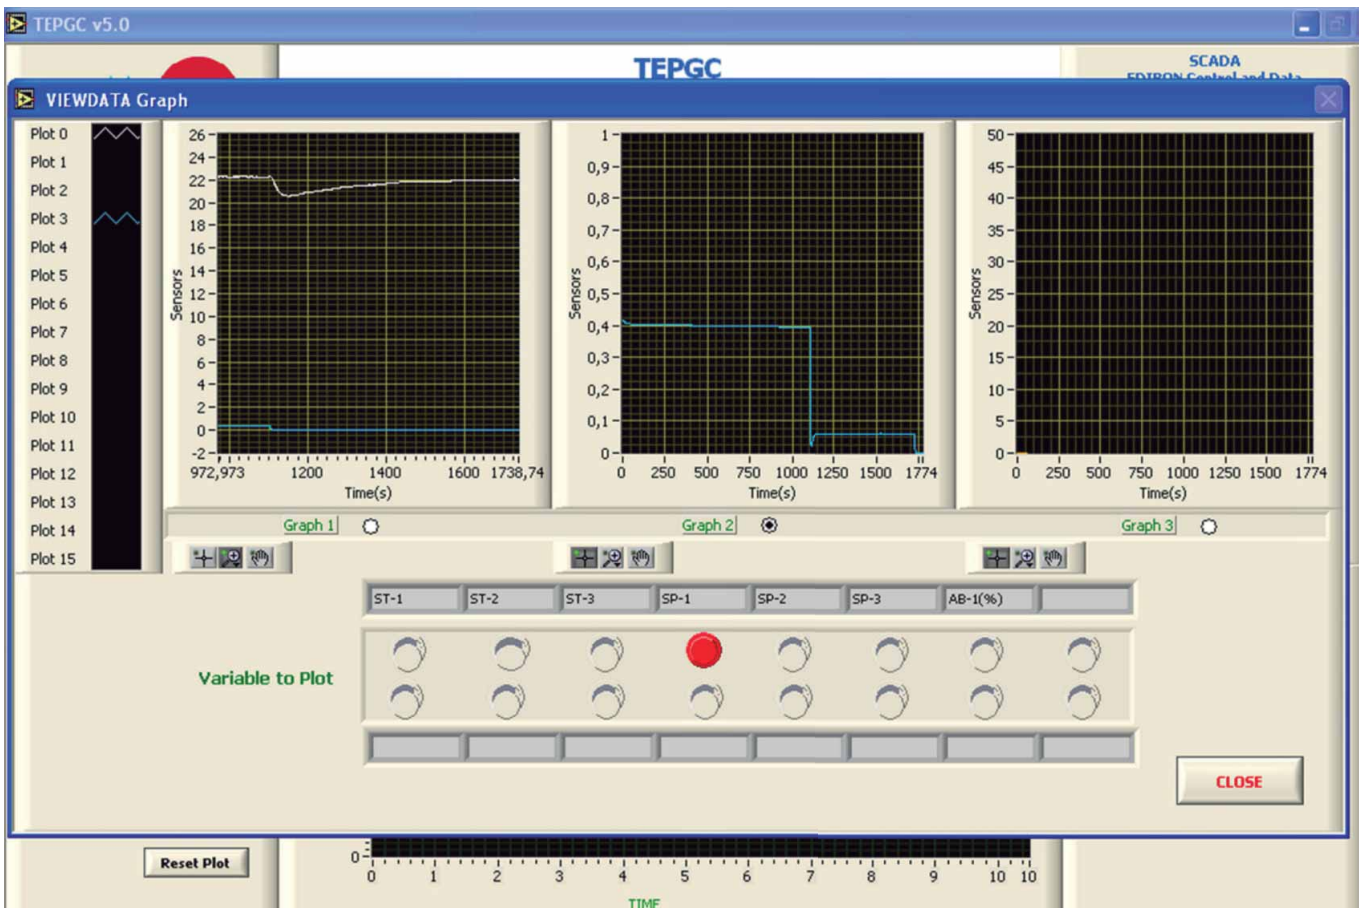 TEPGC v5.0
TEPGC
SCADA
EDIBON Control and Data
VIEWDATA Graph
Plot 0
Plot 1
Plot 2
Plot 3
Plot 4
Plot 5
Plot 6
Plot 7
Plot 8
Plot 9
Plot 10
Plot 11
Plot 12
Plot 13
Plot 14
Plot 15
Sensors
26
24
22
20
18
16
14
12
10
8
6
4
2
0
-2
972,973 1200 1400 1600 1738,74
Time(s)
Sensors
1
0,9
0,8
0,7
0,6
0,5
0,4
0,3
0,2
0,1
0
0 250 500 750 1000 1250 1500 1774
Time(s)
Sensors
50
45
40
35
30
25
20
15
10
5
0
0 250 500 750 1000 1250 1500 1774
Time(s)
Graph 1 Graph 2 Graph 3
ST-1 ST-2 ST-3 SP-1 SP-2 SP-3 AB-1(%)
Variable to Plot
CLOSE
Reset Plot
0
0 1 2 3 4 5 6 7 8 9 10 10
TIME